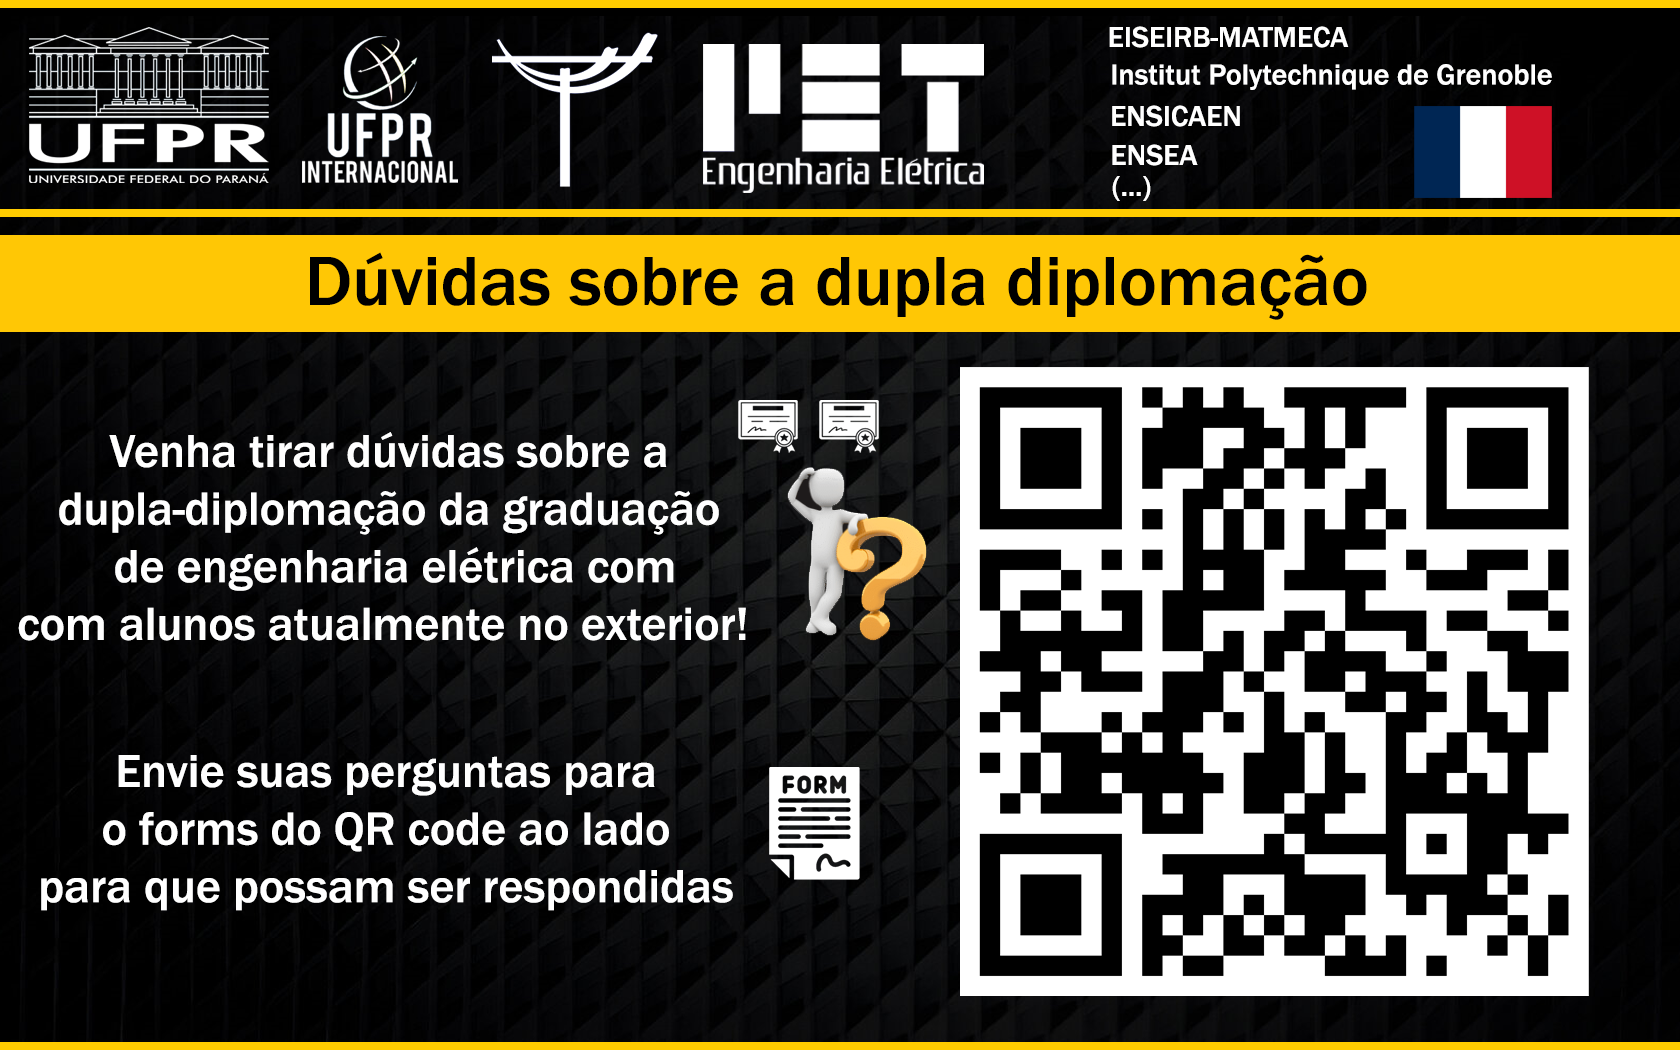 UFPR
UNIVERSIDADE FEDERAL DO PARANÁ
UFPR
INTERNACIONAL
PET
Engenharia Elétrica
EISEIRB-MATMECA
Institut Polytechnique de Grenoble
ENSICAEN
ENSEA
(...)
Dúvidas sobre a dupla diplomação
Venha tirar dúvidas sobre a
dupla-diplomação da graduação
de engenharia elétrica com
com alunos atualmente no exterior!
Envie suas perguntas para
o forms do QR code ao lado
para que possam ser respondidas
FORM